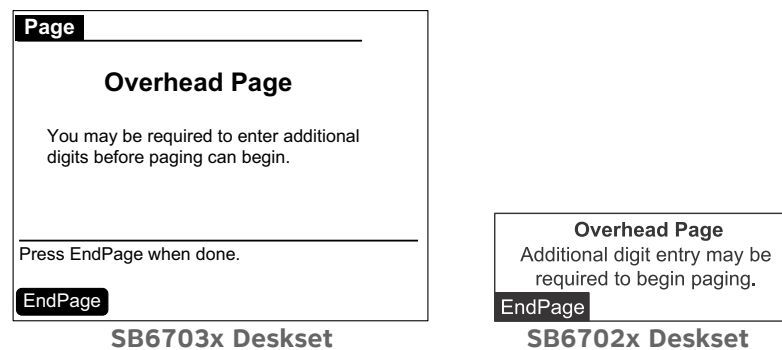 Page
Overhead Page
You may be required to enter additional
digits before paging can begin.
Press EndPage when done.
EndPage
SB6703x Deskset
Overhead Page
Additional digit entry may be
required to begin paging.
EndPage
SB6702x Deskset